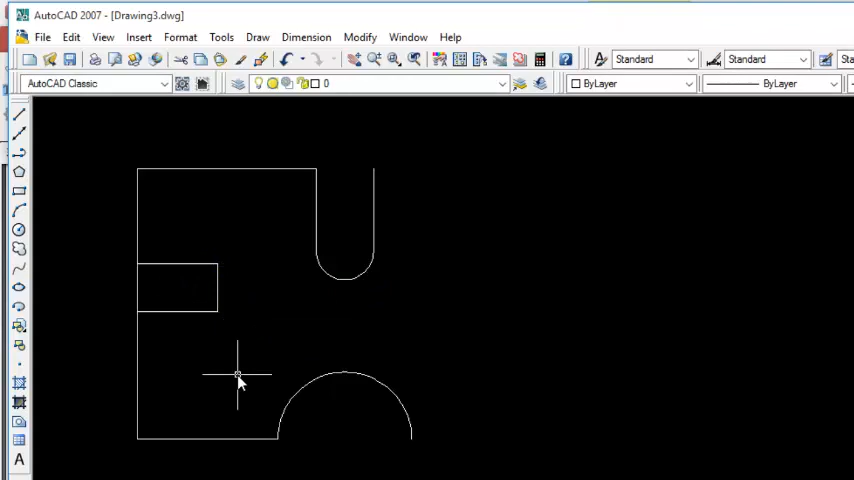 AutoCAD 2007 - [Drawing3.dwg]
File Edit View Insert Format Tools Draw Dimension Modify Window Help
Standard Standard Sta
AutoCAD Classic 0 ByLayer ByLayer
A